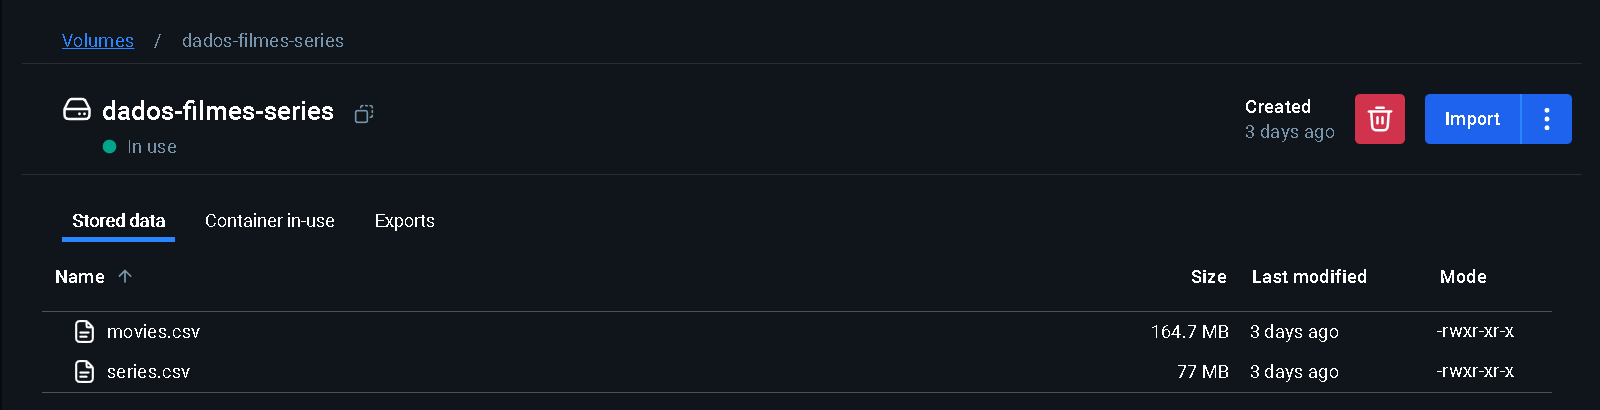 Volumes / dados-filmes-series
dados-filmes-series
In use
Created
3 days ago
Import
Stored data Container in-use Exports
Name Size Last modified Mode
movies.csv 164.7 MB 3 days ago -rwxr-xr-x
series.csv 77 MB 3 days ago -rwxr-xr-x